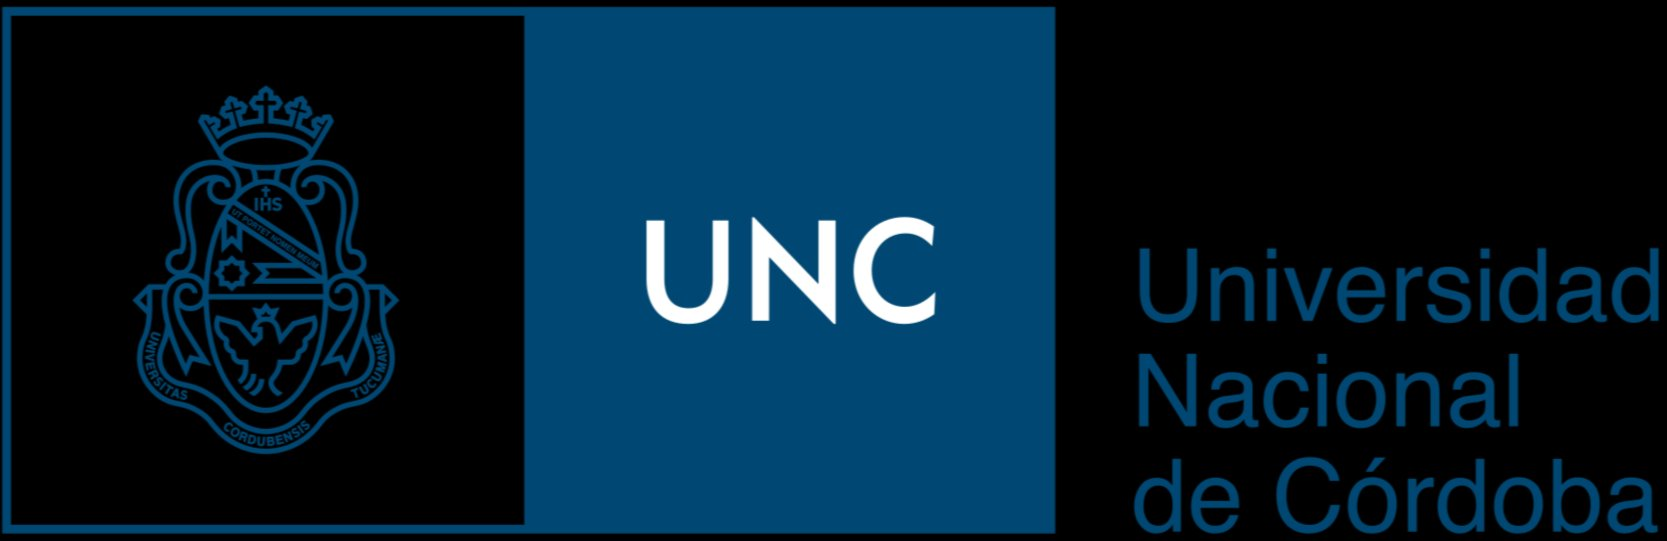 IHS
UT PORTET NOMEN MEUM
UNIVERSITAS
CORDUBENSIS
TUCUMANÆ
UNC
Universidad
Nacional
de Córdoba